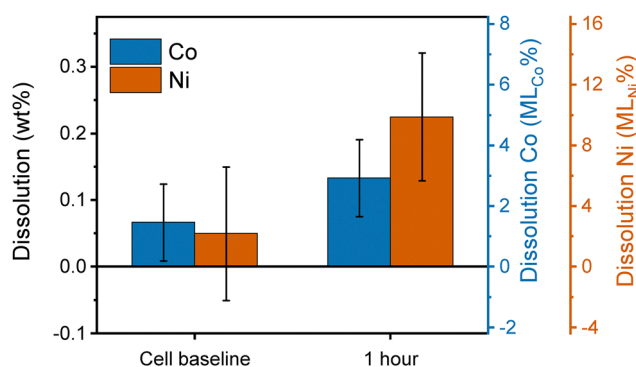 Dissolution (wt%)
0.3
0.2
0.1
0.0
-0.1
Co
Ni
Cell baseline
1 hour
8
6
4
2
0
-2
Dissolution Co (ML_Co%)
16
12
8
4
0
-4
Dissolution Ni (ML_Ni%)